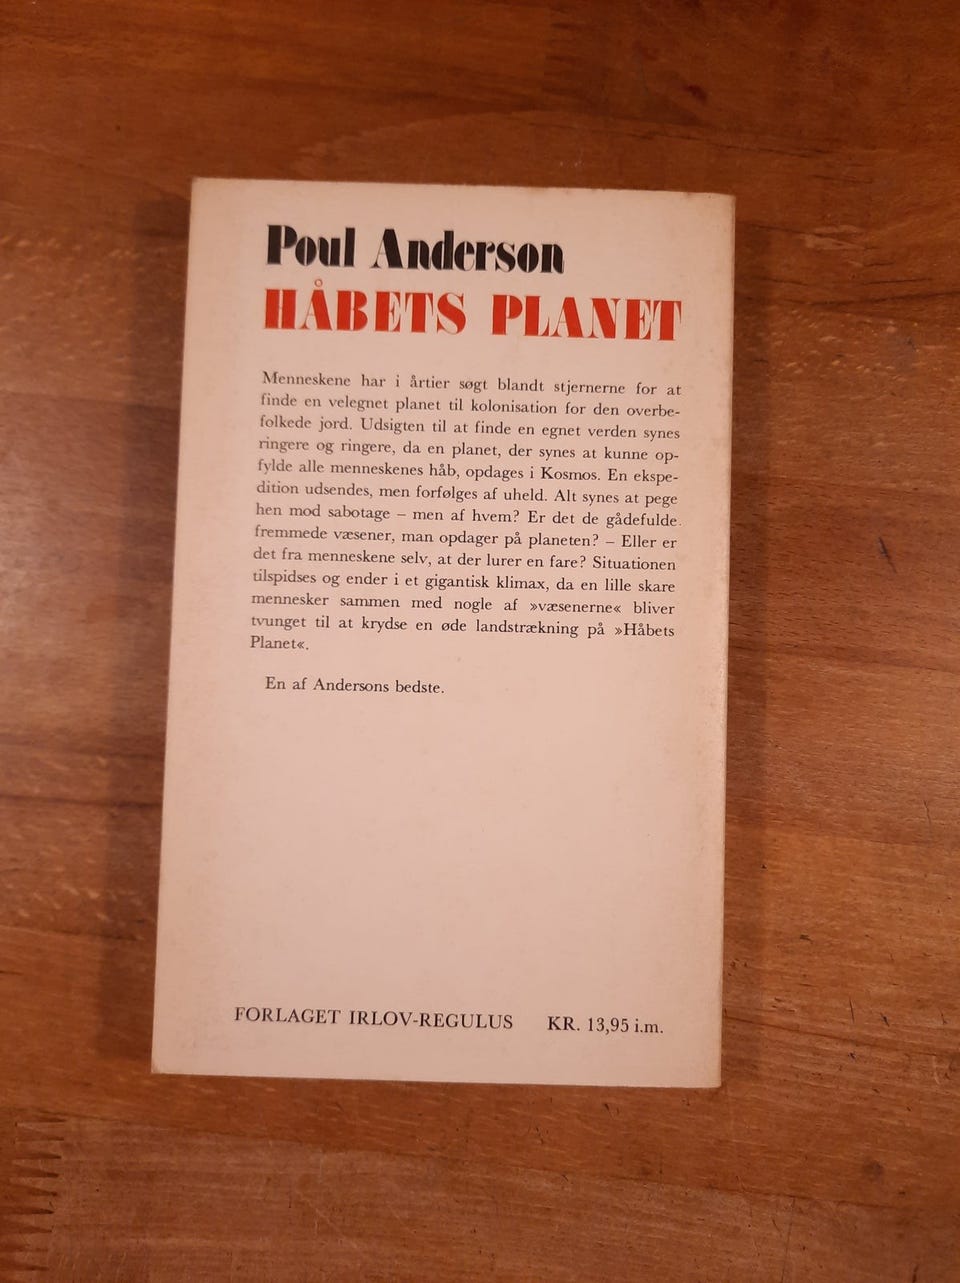 Poul Anderson
HÅBETS PLANET
Menneskene har i årtier søgt blandt stjernerne for at
finde en velegnet planet til kolonisation for den overbe-
folkede jord. Udsigten til at finde en egnet verden synes
ringere og ringere, da en planet, der synes at kunne op-
fylde alle menneskenes håb, opdages i Kosmos. En ekspe-
dition udsendes, men forfølges af uheld. Alt synes at pege
hen mod sabotage – men af hvem? Er det de gådefulde
fremmede væsener, man opdager på planeten? – Eller er
det fra menneskene selv, at der lurer en fare? Situationen
tilspidses og ender i et gigantisk klimax, da en lille skare
mennesker sammen med nogle af »væsenerne« bliver
tvunget til at krydse en øde landstrækning på »Håbets
Planet«.
En af Andersons bedste.
FORLAGET IRLOV-REGULUS KR. 13,95 i.m.